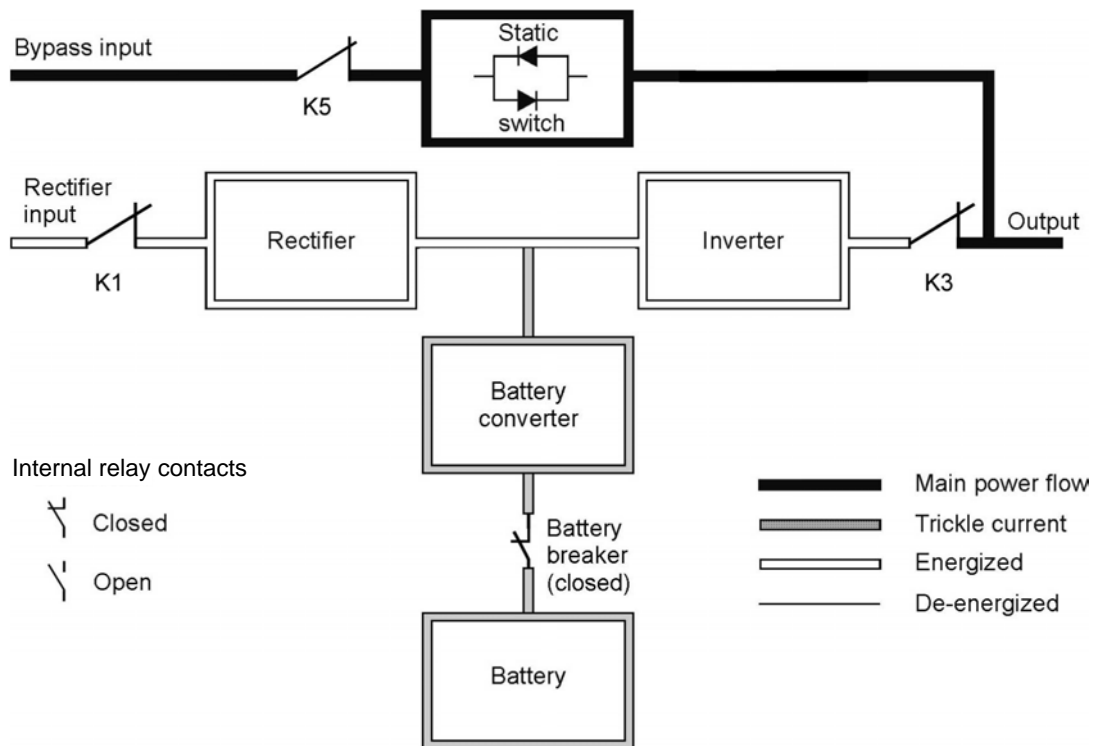 Bypass input
K5
Static
switch
Rectifier
input
K1
Rectifier
Inverter
K3
Output
Battery
converter
Internal relay contacts
Closed
Open
Battery
breaker
(closed)
Battery
Main power flow
Trickle current
Energized
De-energized